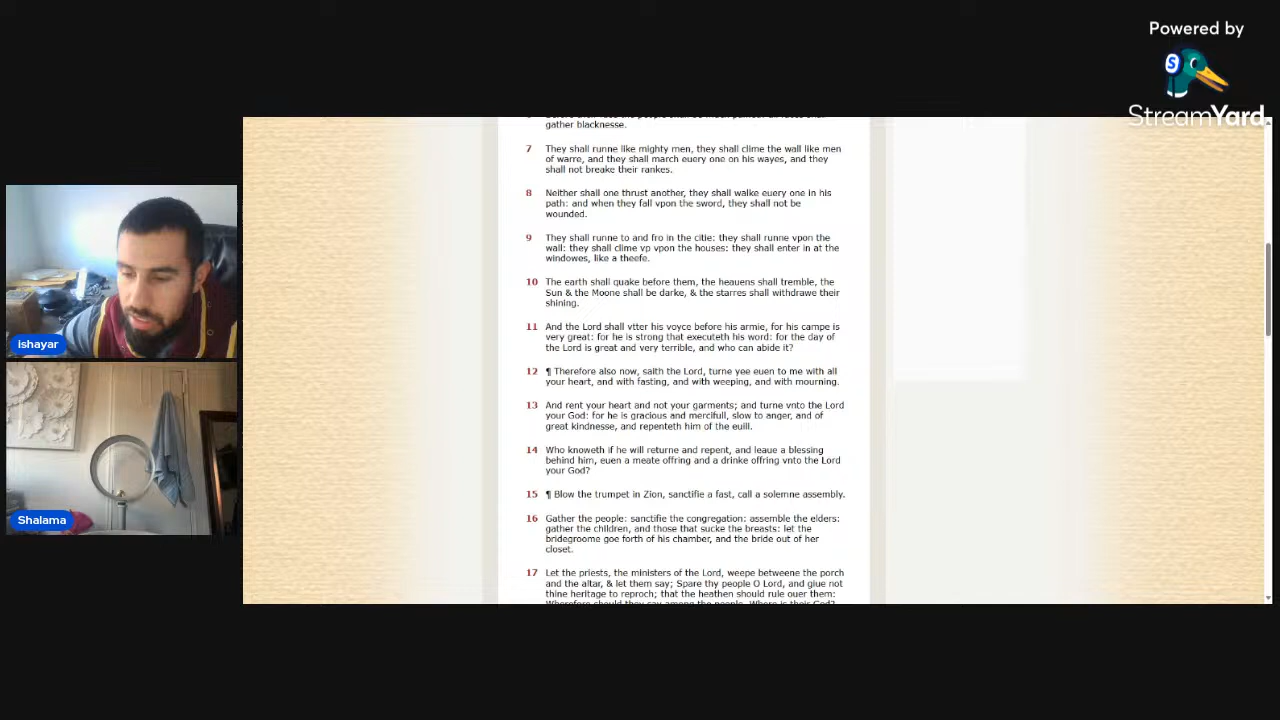 Powered by
StreamYard
gather blacknesse.
7 They shall runne like mighty men, they shall clime the wall like men
of warre, and they shall march euery one on his wayes, and they
shall not breake their rankes.
8 Neither shall one thrust another, they shall walke euery one in his
path: and when they fall vpon the sword, they shall not be
wounded.
9 They shall runne to and fro in the citie: they shall runne vpon the
wall: they shall clime vp vpon the houses: they shall enter in at the
windowes, like a theefe.
10 The earth shall quake before them, the heauens shall tremble, the
Sun & the Moone shall be darke, & the starres shall withdrawe their
shining.
11 And the Lord shall vtter his voyce before his armie, for his campe is
very great: for he is strong that executeth his word: for the day of
the Lord is great and very terrible, and who can abide it?
12 ¶ Therefore also now, saith the Lord, turne yee euen to me with all
your heart, and with fasting, and with weeping, and with mourning.
13 And rent your heart and not your garments; and turne vnto the Lord
your God: for he is gracious and mercifull, slow to anger, and of
great kindnesse, and repenteth him of the euill.
14 Who knoweth if he will returne and repent, and leaue a blessing
behind him, euen a meate offring and a drinke offring vnto the Lord
your God?
15 ¶ Blow the trumpet in Zion, sanctifie a fast, call a solemne assembly.
16 Gather the people: sanctifie the congregation: assemble the elders:
gather the children, and those that sucke the breasts: let the
bridegroome goe forth of his chamber, and the bride out of her
closet.
17 Let the priests, the ministers of the Lord, weepe betweene the porch
and the altar, & let them say; Spare thy people O Lord, and giue not
thine heritage to reproch; that the heathen should rule ouer them:
Wherefore should they say among the people, Where is their God?
ishayar
Shalama